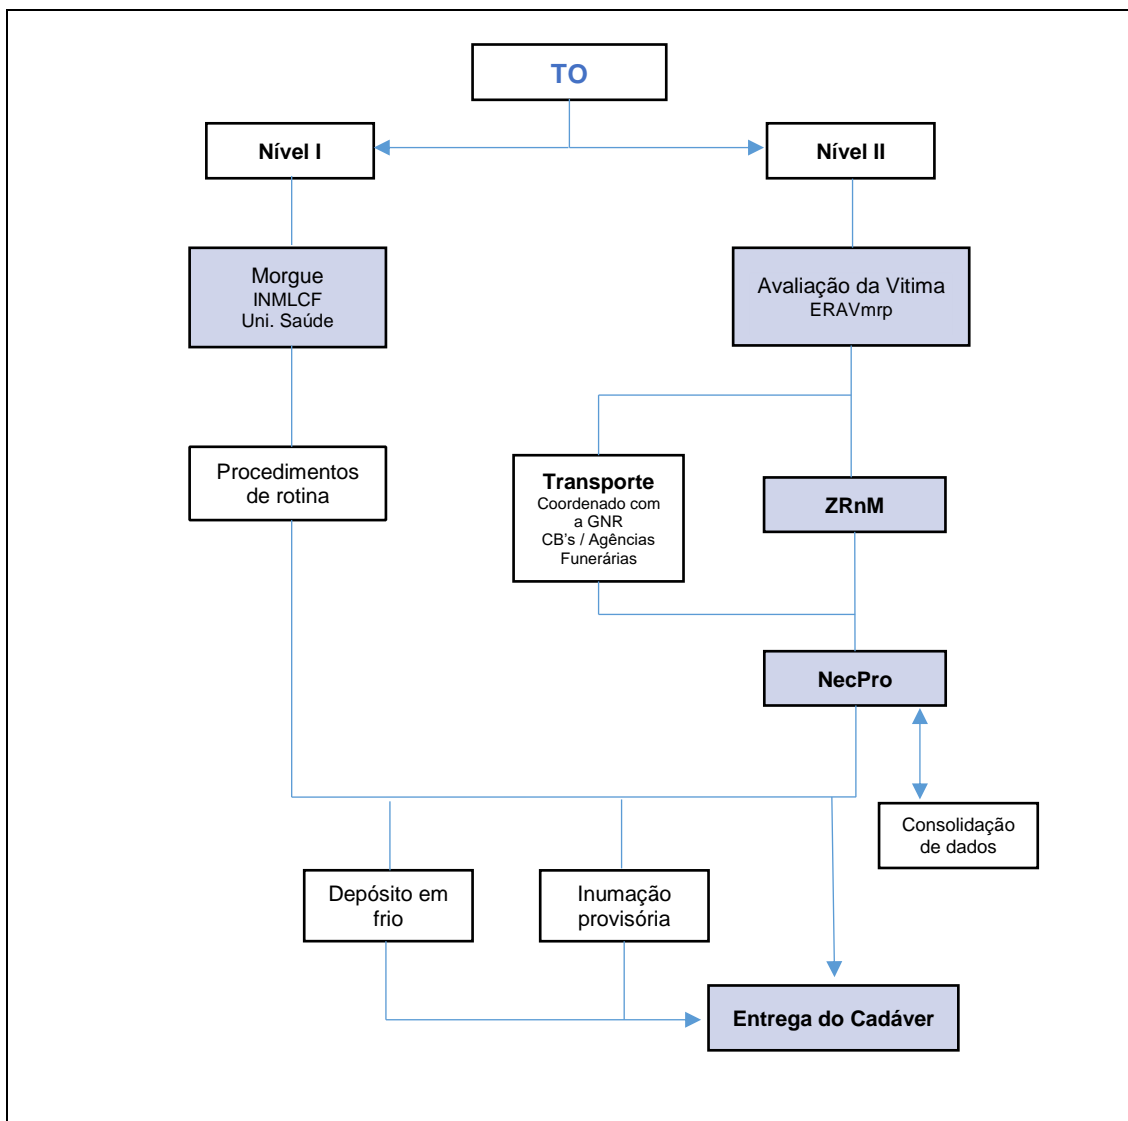 TO
Nível I
Nível II
Morgue
INMLCF
Uni. Saúde
Avaliação da Vitima
ERAVmrp
Procedimentos
de rotina
Transporte
Coordenado com
a GNR
CB’s / Agências
Funerárias
ZRnM
NecPro
Consolidação
de dados
Depósito em
frio
Inumação
provisória
Entrega do Cadáver